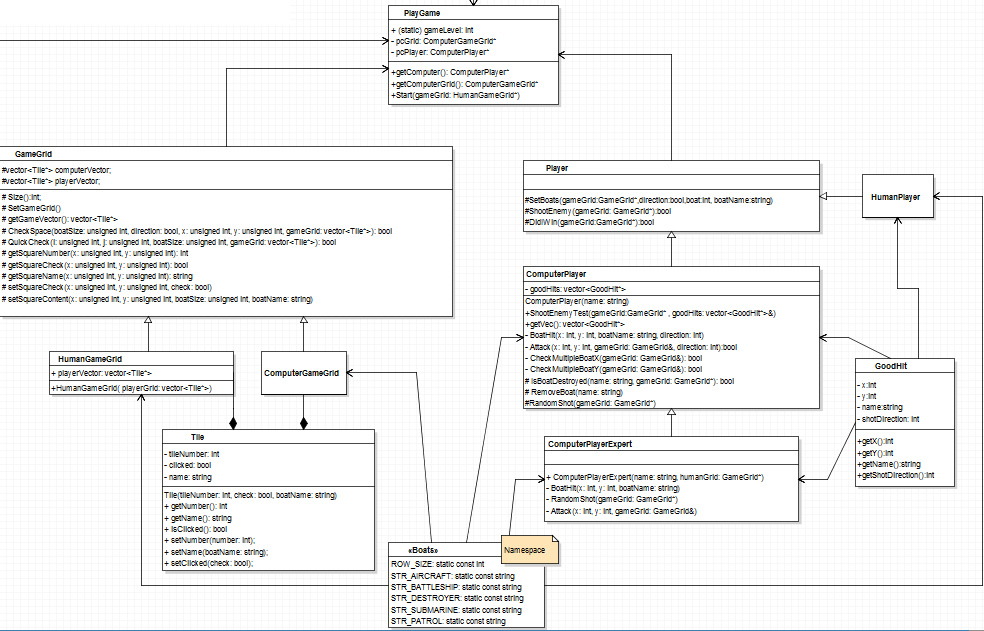 PlayGame
+ (static) gameLevel: int
- pcGrid: ComputerGameGrid*
- pcPlayer: ComputerPlayer*
+getComputer(): ComputerPlayer*
+getComputerGrid(): ComputerGameGrid*
+Start(gameGrid: HumanGameGrid*)
GameGrid
#vector<Tile*> computerVector;
#vector<Tile*> playerVector;
# Size():int;
# SetGameGrid()
# getGameVector(): vector<Tile*>
# CheckSpace(boatSize: unsigned int, direction: bool, x: unsigned int, y: unsigned int, gameGrid: vector<Tile*>): bool
# QuickCheck(i: unsigned int, j: unsigned int, boatSize: unsigned int, gameGrid: vector<Tile*>): bool
# getSquareNumber(x: unsigned int, y: unsigned int): int
# getSquareCheck(x: unsigned int, y: unsigned int): bool
# getSquareName(x: unsigned int, y: unsigned int): string
# setSquareCheck(x: unsigned int, y: unsigned int, check: bool)
# setSquareContent(x: unsigned int, y: unsigned int, boatSize: unsigned int, boatName: string)
Player
#SetBoats(gameGrid:GameGrid*,direction:bool,boat:int, boatName:string)
#ShootEnemy(gameGrid: GameGrid*):bool
#DidIWin(gameGrid:GameGrid*):bool
HumanPlayer
ComputerPlayer
- goodHits: vector<GoodHit*>
ComputerPlayer(name: string)
+ShootEnemyTest(gameGrid:GameGrid* , goodHits: vector<GoodHit*>&)
+getVec(): vector<GoodHit*>
- BoatHit(x: int, y: int, boatName: string, direction: int)
- Attack(x: int, y: int, gameGrid: GameGrid&, direction: int):bool
- CheckMultipleBoatX(gameGrid: GameGrid&): bool
- CheckMultipleBoatY(gameGrid: GameGrid&): bool
# IsBoatDestroyed(name: string, gameGrid: GameGrid*): bool
# RemoveBoat(name: string)
#RandomShot(gameGrid: GameGrid*)
HumanGameGrid
+ playerVector: vector<Tile*>
+HumanGameGrid( playerGrid: vector<Tile*>)
ComputerGameGrid
GoodHit
- x:int
- y:int
- name:string
- shotDirection: int
+getX():int
+getY():int
+getName():string
+getShotDirection():int
Tile
- tileNumber: int
- clicked: bool
- name: string
Tile(tileNumber: int, check: bool, boatName: string)
+ getNumber(): int
+ getName(): string
+ isClicked(): bool
+ setNumber(number: int);
+ setName(boatName: string);
+ setClicked(check: bool);
ComputerPlayerExpert
+ ComputerPlayerExpert(name: string, humanGrid: GameGrid*)
- BoatHit(x: int, y: int, boatName: string)
- RandomShot(gameGrid: GameGrid*)
- Attack(x: int, y: int, gameGrid: GameGrid&)
«Boats»
Namespace
ROW_SIZE: static const int
STR_AIRCRAFT: static const string
STR_BATTLESHIP: static const string
STR_DESTROYER: static const string
STR_SUBMARINE: static const string
STR_PATROL: static const string